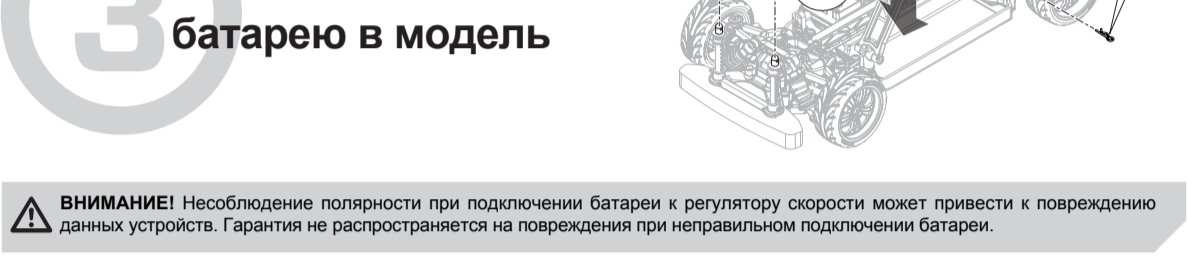 3
батарею в модель
ВНИМАНИЕ! Несоблюдение полярности при подключении батареи к регулятору скорости может привести к повреждению
данных устройств. Гарантия не распространяется на повреждения при неправильном подключении батареи.